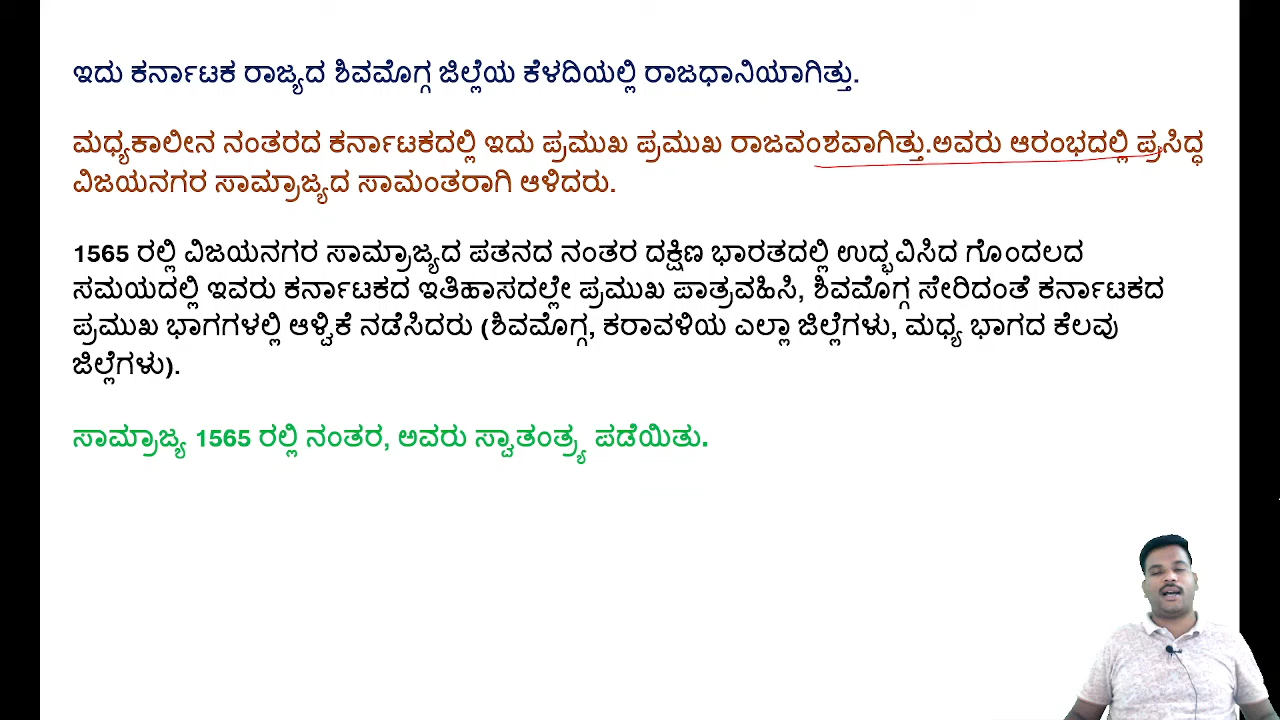 ಇದು ಕರ್ನಾಟಕ ರಾಜ್ಯದ ಶಿವಮೊಗ್ಗ ಜಿಲ್ಲೆಯ ಕೆಳದಿಯಲ್ಲಿ ರಾಜಧಾನಿಯಾಗಿತ್ತು.
ಮಧ್ಯಕಾಲೀನ ನಂತರದ ಕರ್ನಾಟಕದಲ್ಲಿ ಇದು ಪ್ರಮುಖ ಪ್ರಮುಖ ರಾಜವಂಶವಾಗಿತ್ತು.ಅವರು ಆರಂಭದಲ್ಲಿ ಪ್ರಸಿದ್ಧ
ವಿಜಯನಗರ ಸಾಮ್ರಾಜ್ಯದ ಸಾಮಂತರಾಗಿ ಆಳಿದರು.
1565 ರಲ್ಲಿ ವಿಜಯನಗರ ಸಾಮ್ರಾಜ್ಯದ ಪತನದ ನಂತರ ದಕ್ಷಿಣ ಭಾರತದಲ್ಲಿ ಉದ್ಭವಿಸಿದ ಗೊಂದಲದ
ಸಮಯದಲ್ಲಿ ಇವರು ಕರ್ನಾಟಕದ ಇತಿಹಾಸದಲ್ಲೇ ಪ್ರಮುಖ ಪಾತ್ರವಹಿಸಿ, ಶಿವಮೊಗ್ಗ ಸೇರಿದಂತೆ ಕರ್ನಾಟಕದ
ಪ್ರಮುಖ ಭಾಗಗಳಲ್ಲಿ ಆಳ್ವಿಕೆ ನಡೆಸಿದರು (ಶಿವಮೊಗ್ಗ, ಕರಾವಳಿಯ ಎಲ್ಲಾ ಜಿಲ್ಲೆಗಳು, ಮಧ್ಯ ಭಾಗದ ಕೆಲವು
ಜಿಲ್ಲೆಗಳು).
ಸಾಮ್ರಾಜ್ಯ 1565 ರಲ್ಲಿ ನಂತರ, ಅವರು ಸ್ವಾತಂತ್ರ್ಯ ಪಡೆಯಿತು.